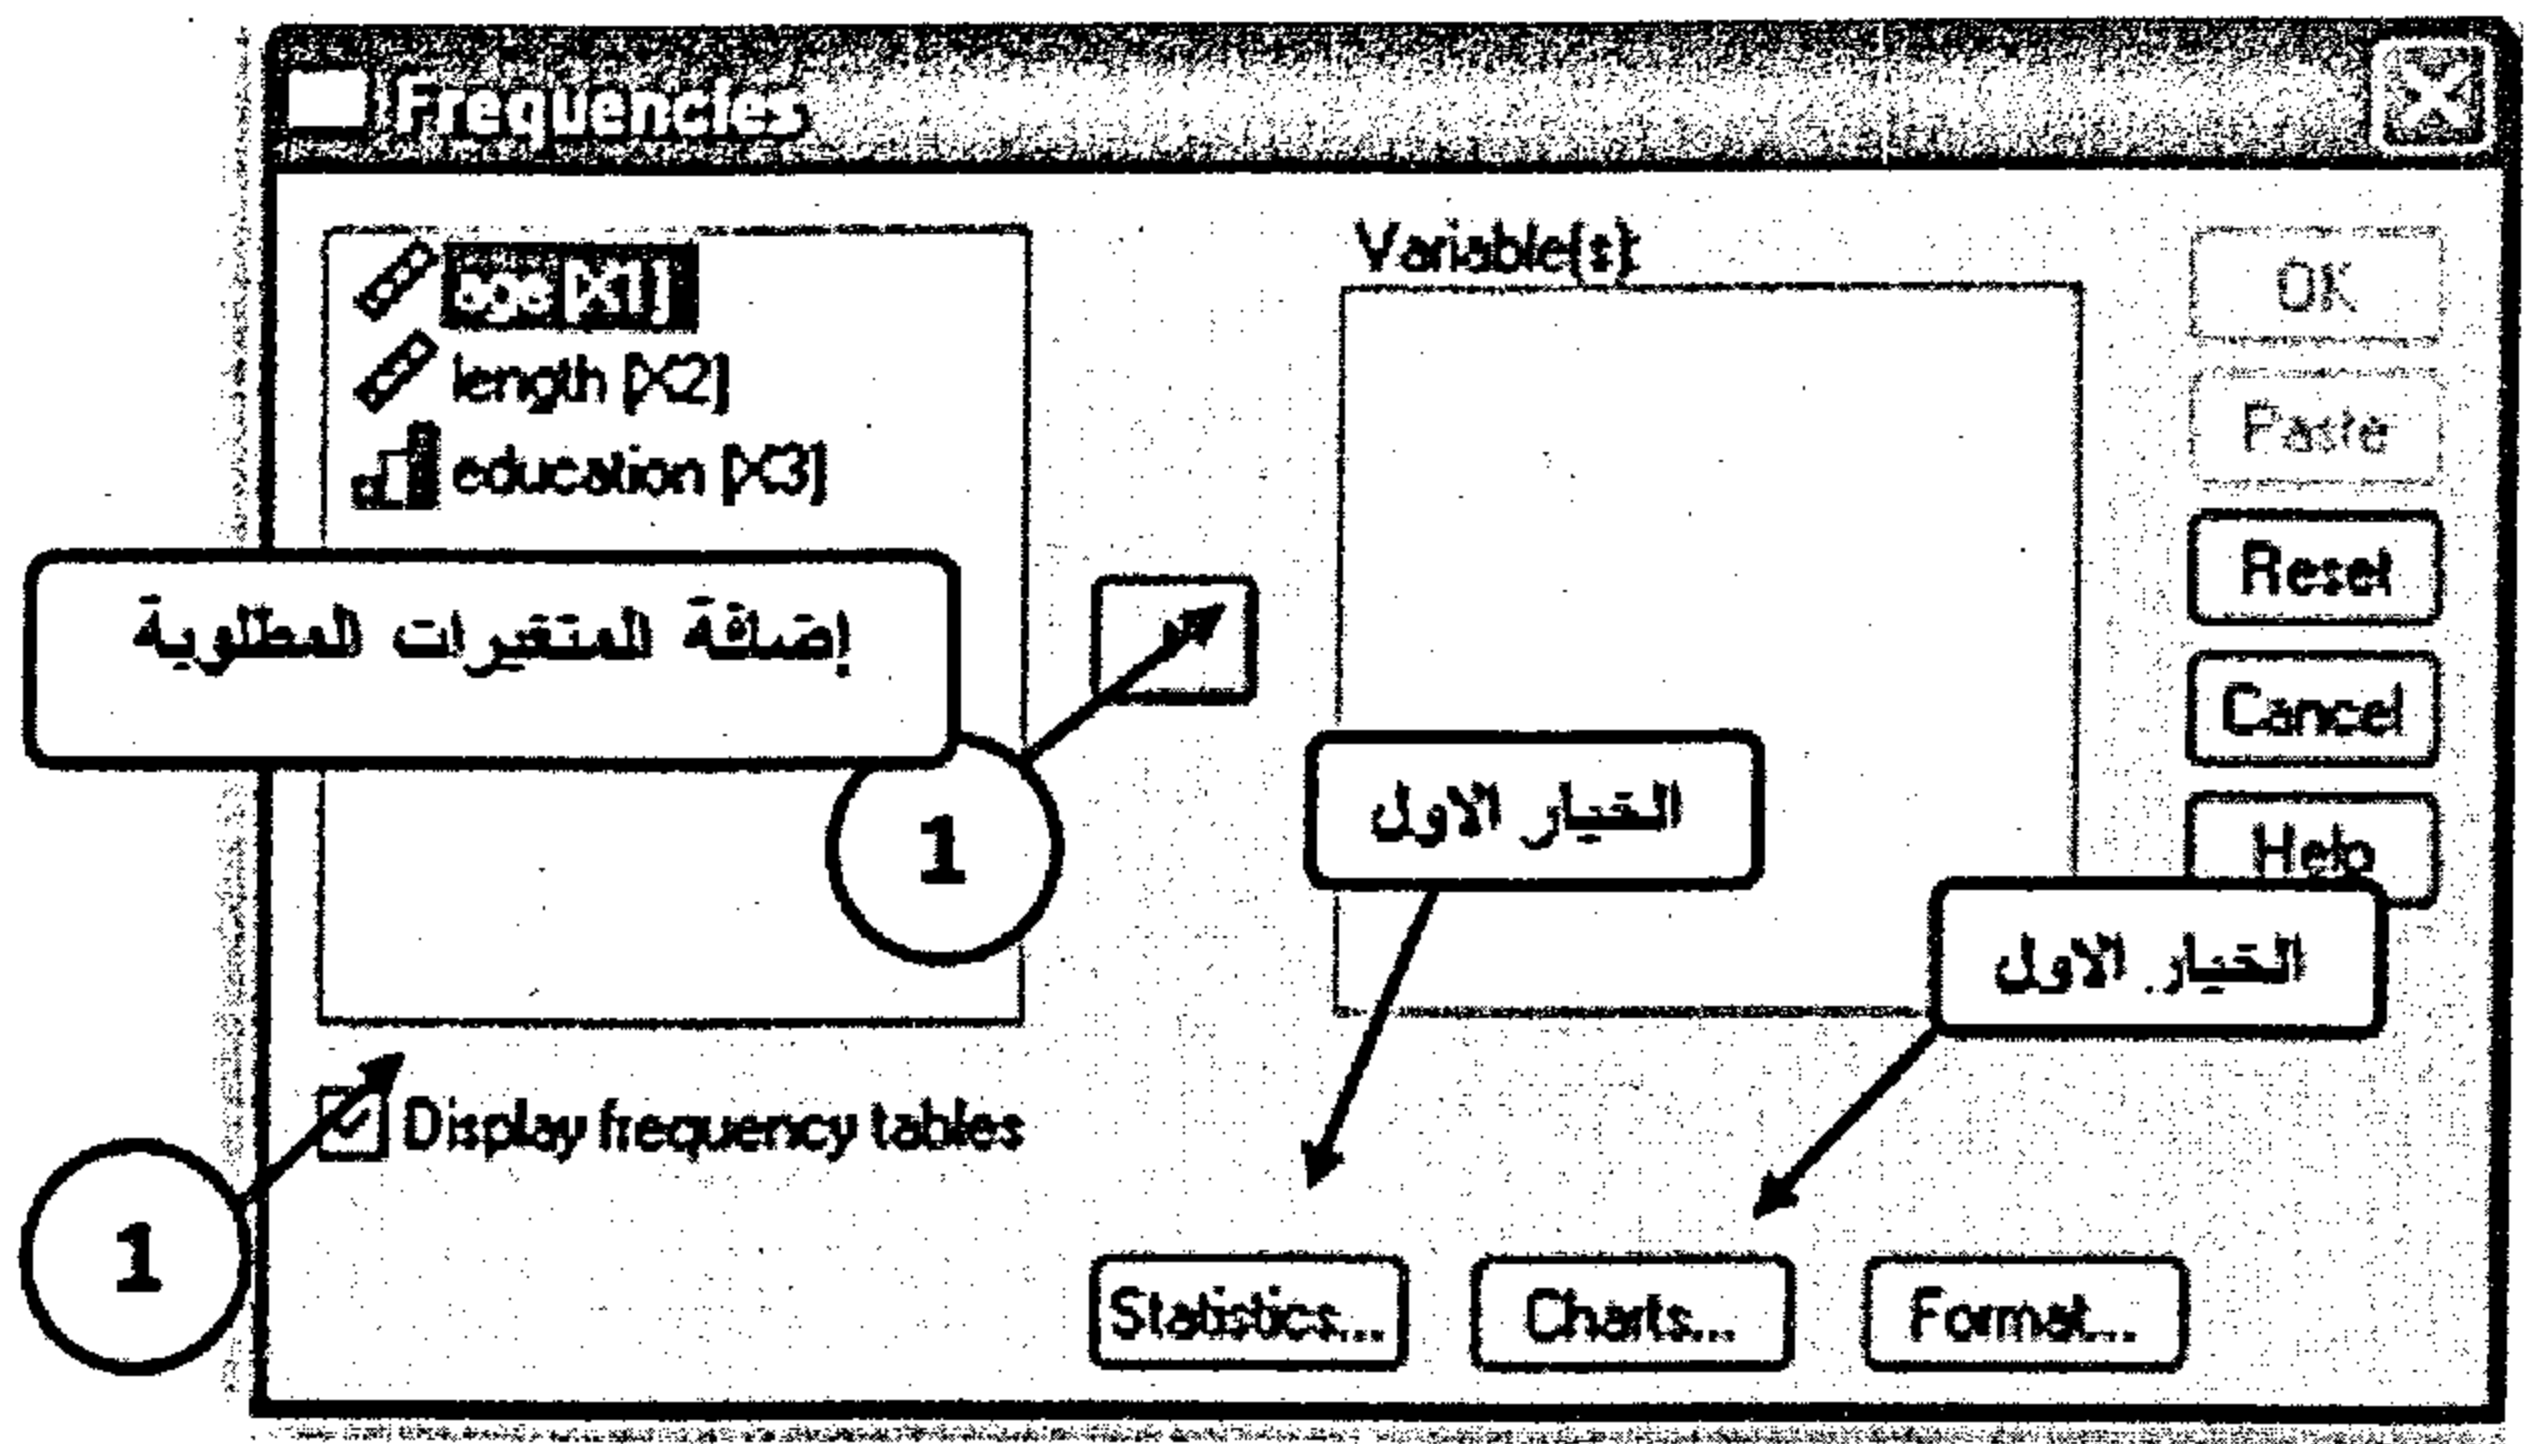 Frequencies
age [X1]
length [X2]
education [X3]
Variable(s):
OK
Paste
Reset
Cancel
Help
إضافة المتغيرات المطلوبة
1
الخيار الاول
الخيار الاول
1
Display frequency tables
Statistics...
Charts...
Format...